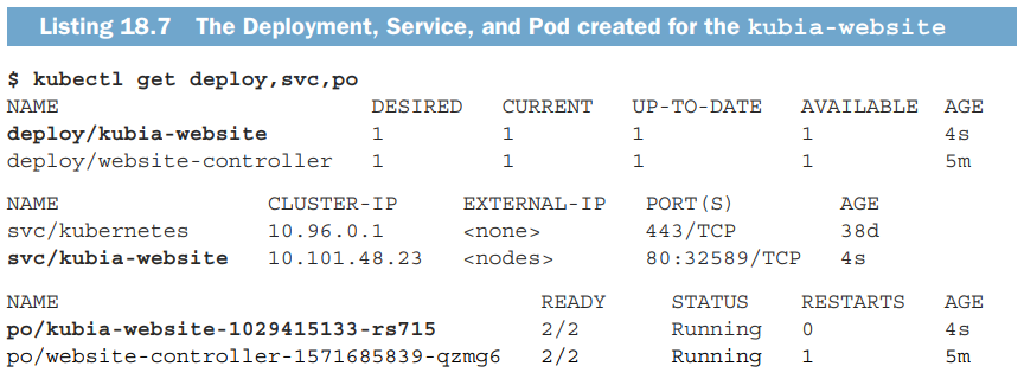 Listing 18.7 The Deployment, Service, and Pod created for the kubia-website
$ kubectl get deploy,svc,po
NAME DESIRED CURRENT UP-TO-DATE AVAILABLE AGE
deploy/kubia-website 1 1 1 1 4s
deploy/website-controller 1 1 1 1 5m
NAME CLUSTER-IP EXTERNAL-IP PORT(S) AGE
svc/kubernetes 10.96.0.1 <none> 443/TCP 38d
svc/kubia-website 10.101.48.23 <nodes> 80:32589/TCP 4s
NAME READY STATUS RESTARTS AGE
po/kubia-website-1029415133-rs715 2/2 Running 0 4s
po/website-controller-1571685839-qzmg6 2/2 Running 1 5m